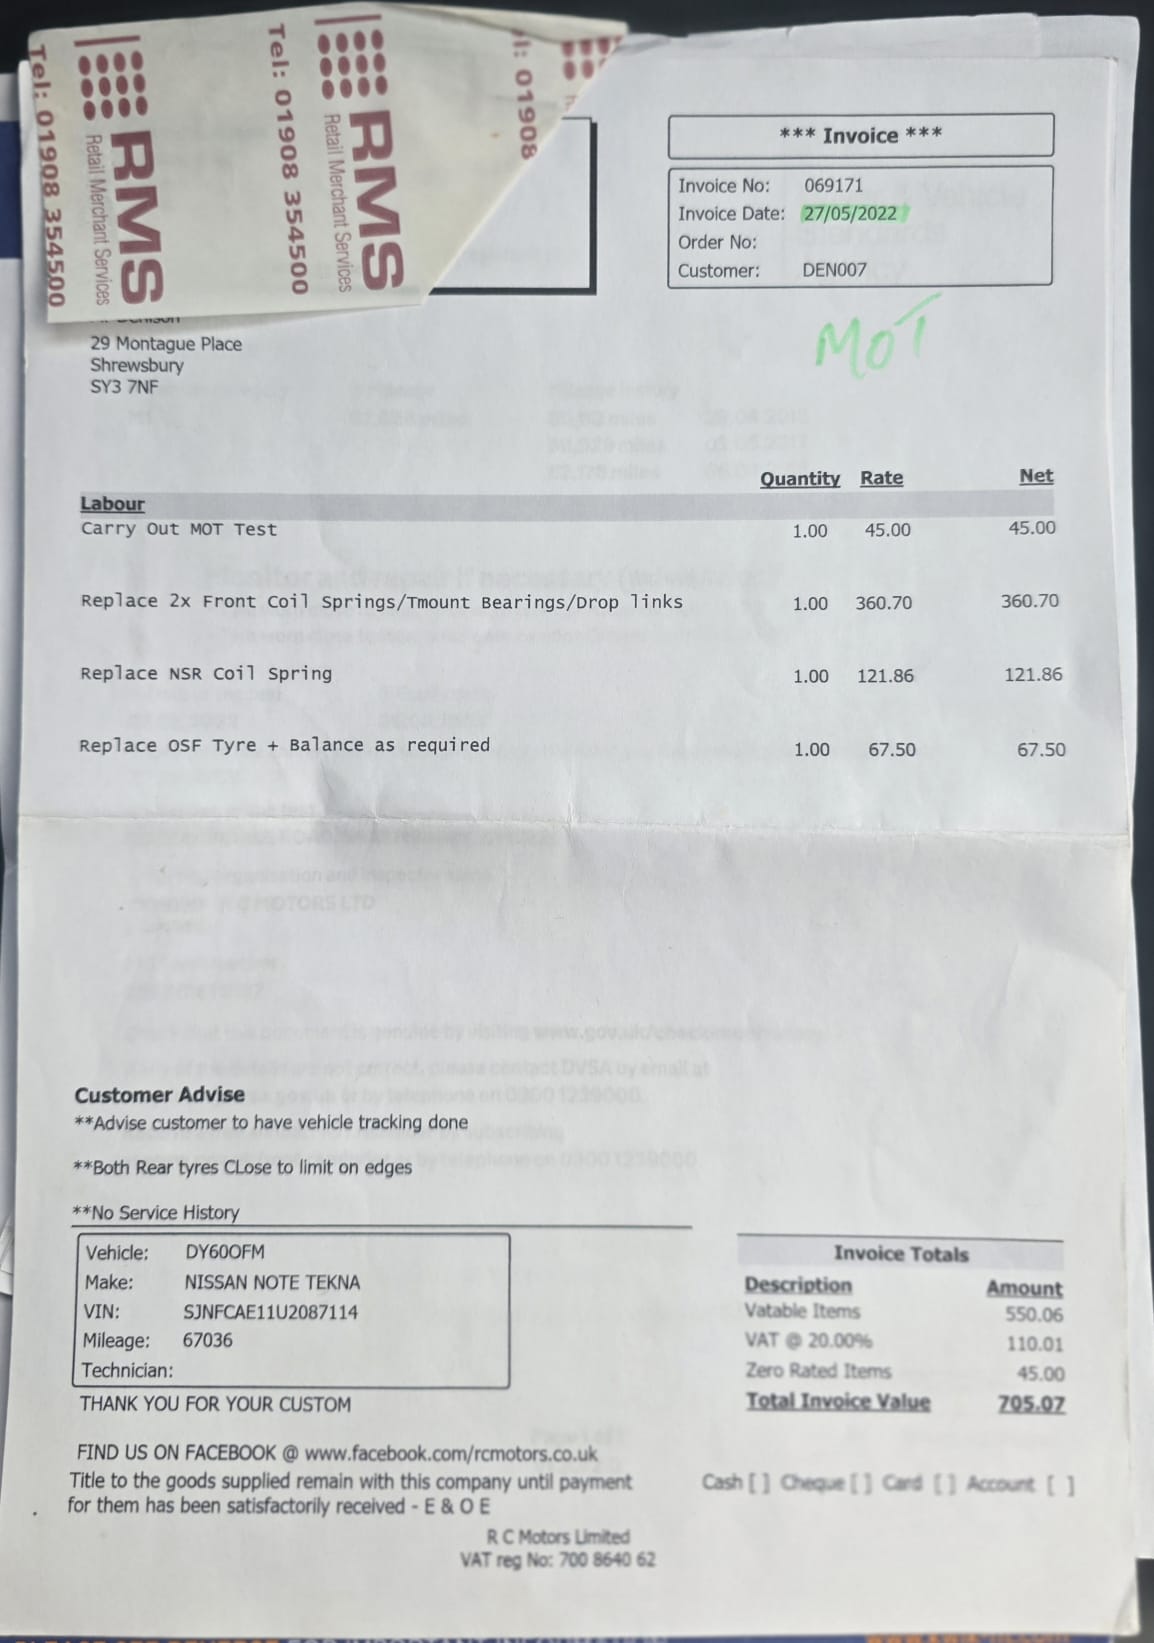 Tel: 01908 354500
RMS
Retail Merchant Services
Tel: 01908 354500
RMS
Retail Merchant Services
l: 01908
*** Invoice ***
Invoice No: 069171
Invoice Date: 27/05/2022
Order No:
Customer: DEN007
MOT
29 Montague Place
Shrewsbury
SY3 7NF
Quantity Rate Net
Labour
Carry Out MOT Test 1.00 45.00 45.00
Replace 2x Front Coil Springs/Tmount Bearings/Drop links 1.00 360.70 360.70
Replace NSR Coil Spring 1.00 121.86 121.86
Replace OSF Tyre + Balance as required 1.00 67.50 67.50
Customer Advise
**Advise customer to have vehicle tracking done
**Both Rear tyres CLose to limit on edges
**No Service History
Vehicle: DY60OFM
Make: NISSAN NOTE TEKNA
VIN: SJNFCAE11U2087114
Mileage: 67036
Technician:
THANK YOU FOR YOUR CUSTOM
Invoice Totals
Description Amount
Vatable Items 550.06
VAT @ 20.00% 110.01
Zero Rated Items 45.00
Total Invoice Value 705.07
FIND US ON FACEBOOK @ www.facebook.com/rcmotors.co.uk
Title to the goods supplied remain with this company until payment
for them has been satisfactorily received - E & O E
Cash [ ] Cheque [ ] Card [ ] Account [ ]
R C Motors Limited
VAT reg No: 700 8640 62